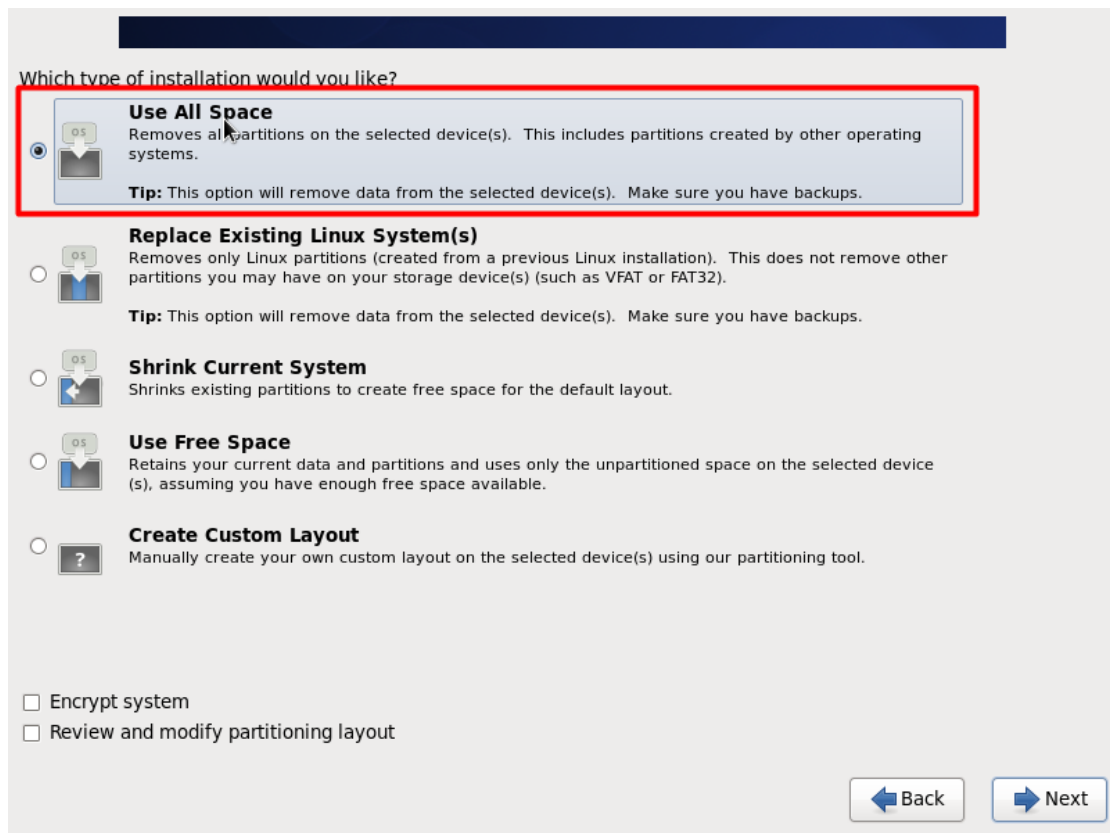 Which type of installation would you like?
Use All Space
OS
Removes all partitions on the selected device(s).  This includes partitions created by other operating
systems.
Tip: This option will remove data from the selected device(s).  Make sure you have backups.
Replace Existing Linux System(s)
OS
Removes only Linux partitions (created from a previous Linux installation).  This does not remove other
partitions you may have on your storage device(s) (such as VFAT or FAT32).
Tip: This option will remove data from the selected device(s).  Make sure you have backups.
OS
Shrink Current System
Shrinks existing partitions to create free space for the default layout.
OS
Use Free Space
Retains your current data and partitions and uses only the unpartitioned space on the selected device
(s), assuming you have enough free space available.
Create Custom Layout
?
Manually create your own custom layout on the selected device(s) using our partitioning tool.
Encrypt system
Review and modify partitioning layout
Back
Next